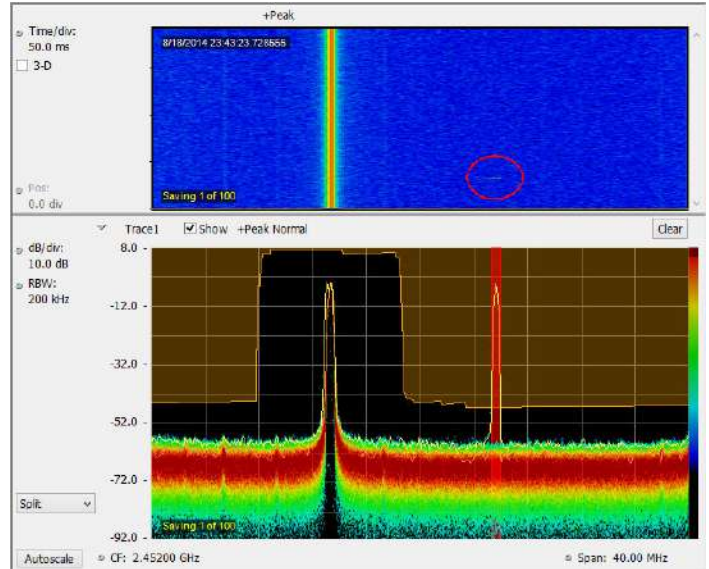 +Peak
Time/div:
50.0 ms
3-D
8/18/2014 23:43:23.728555
Pos:
0.0 div
Saving 1 of 100
Trace1 Show +Peak Normal Clear
dB/div:
10.0 dB
RBW:
200 kHz
8.0
-12.0
-32.0
-52.0
-72.0
-92.0
Saving 1 of 100
Split
Autoscale CF: 2.45200 GHz Span: 40.00 MHz